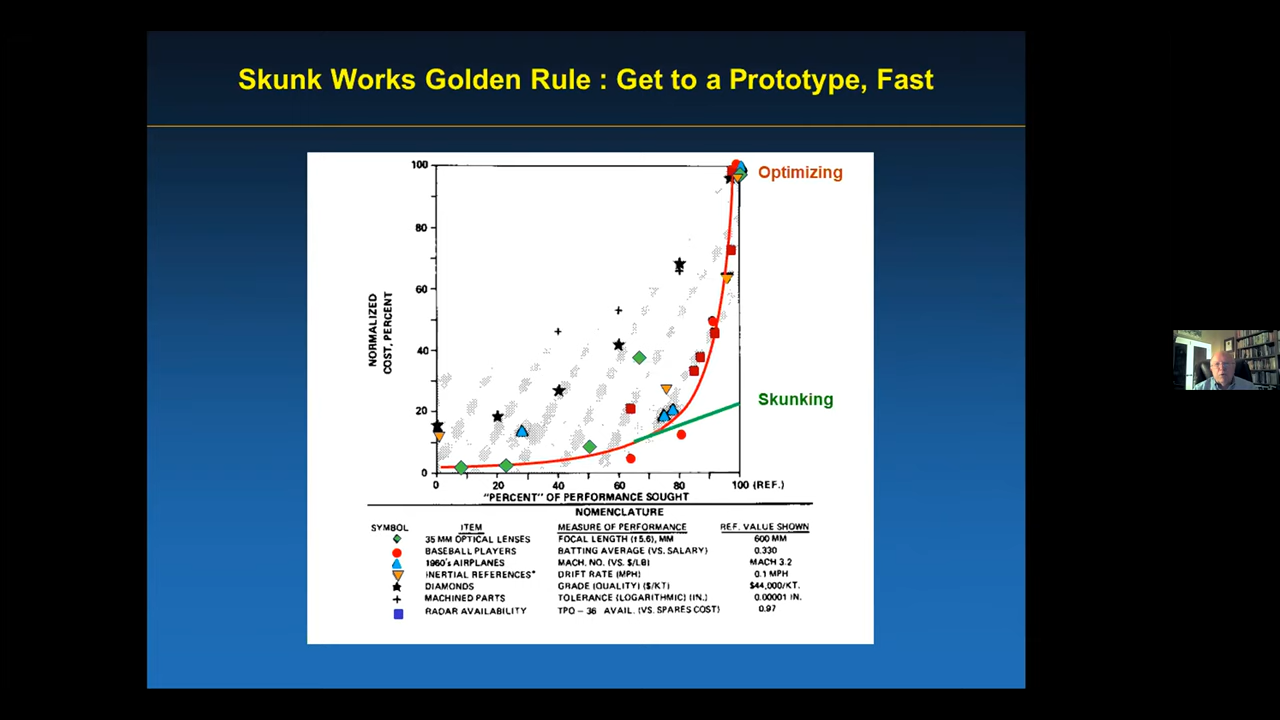 Skunk Works Golden Rule : Get to a Prototype, Fast
100
80
60
40
20
0
NORMALIZED
COST, PERCENT
Optimizing
Skunking
0 20 40 60 80 100 (REF.)
"PERCENT" OF PERFORMANCE SOUGHT
NOMENCLATURE
SYMBOL ITEM MEASURE OF PERFORMANCE REF. VALUE SHOWN
35 MM OPTICAL LENSES FOCAL LENGTH (f5.6), MM 600 MM
BASEBALL PLAYERS BATTING AVERAGE (VS. SALARY) 0.330
1960's AIRPLANES MACH. NO. (VS. $/LB) MACH 3.2
INERTIAL REFERENCES* DRIFT RATE (MPH) 0.1 MPH
DIAMONDS GRADE (QUALITY) ($/KT) $44,000/KT.
MACHINED PARTS TOLERANCE (LOGARITHMIC) (IN.) 0.00001 IN.
RADAR AVAILABILITY TPQ – 36 AVAIL. (VS. SPARES COST) 0.97